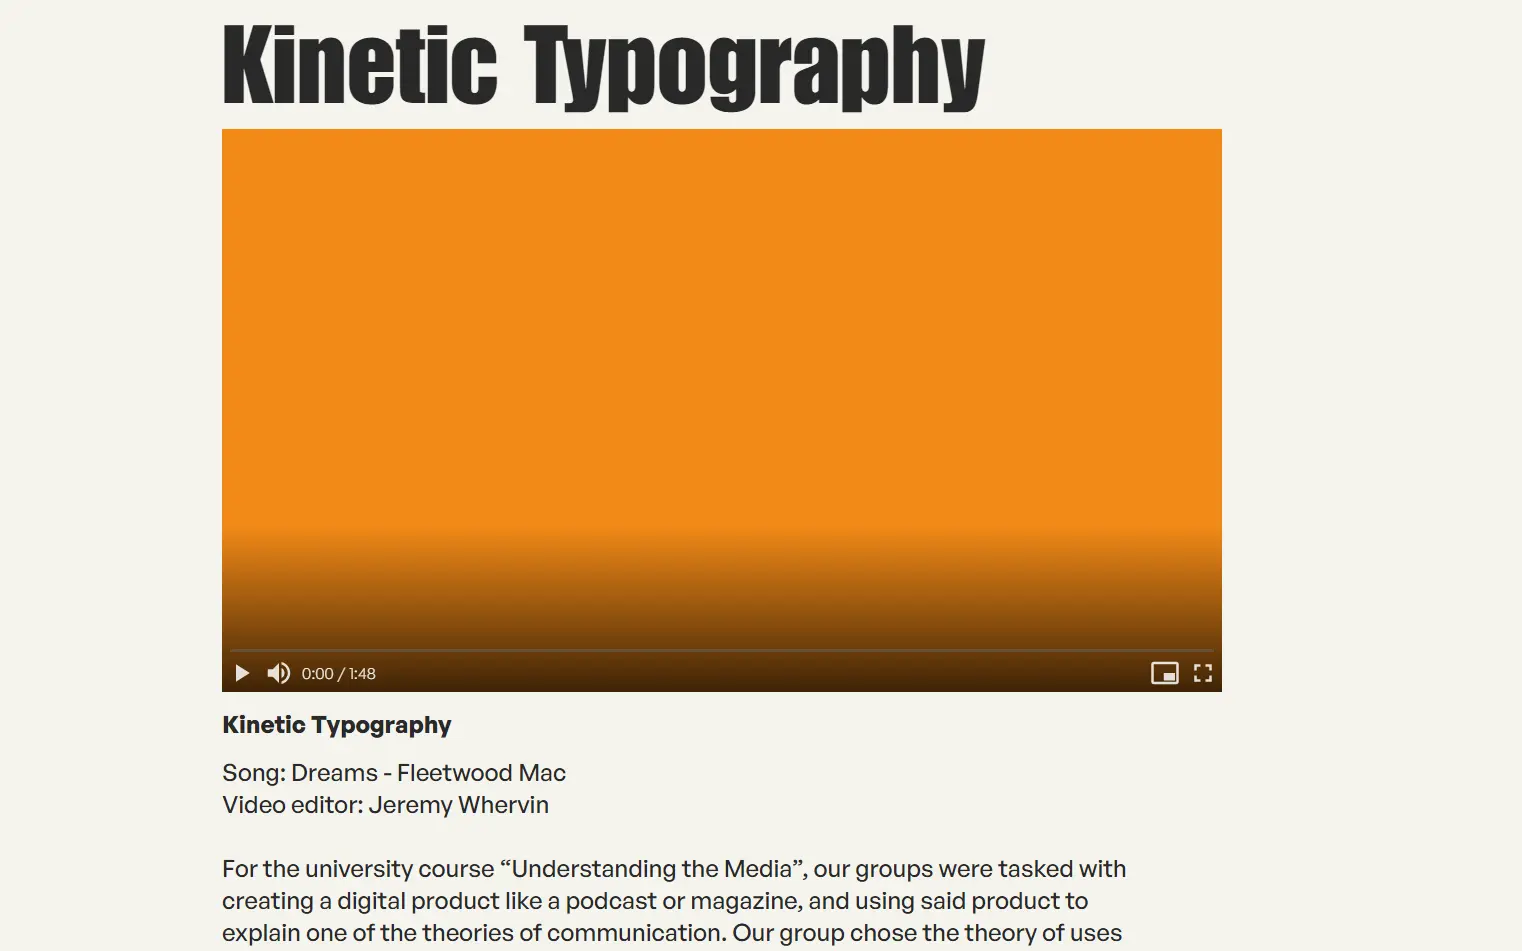 Kinetic Typography
0:00 / 1:48
Kinetic Typography
Song: Dreams - Fleetwood Mac
Video editor: Jeremy Whervin
For the university course “Understanding the Media”, our groups were tasked with
creating a digital product like a podcast or magazine, and using said product to
explain one of the theories of communication. Our group chose the theory of uses